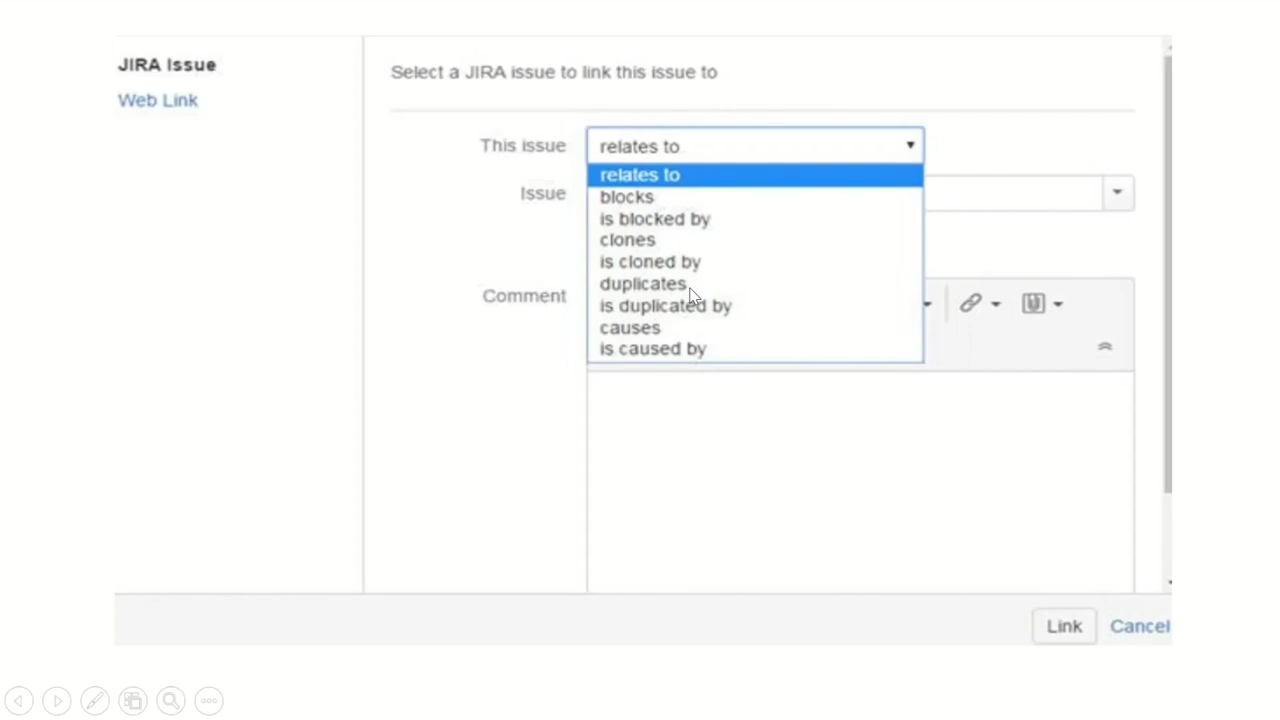 JIRA Issue
Web Link
Select a JIRA issue to link this issue to
This issue
relates to
relates to
blocks
is blocked by
clones
is cloned by
duplicates
is duplicated by
causes
is caused by
Issue
Comment
Link
Cancel